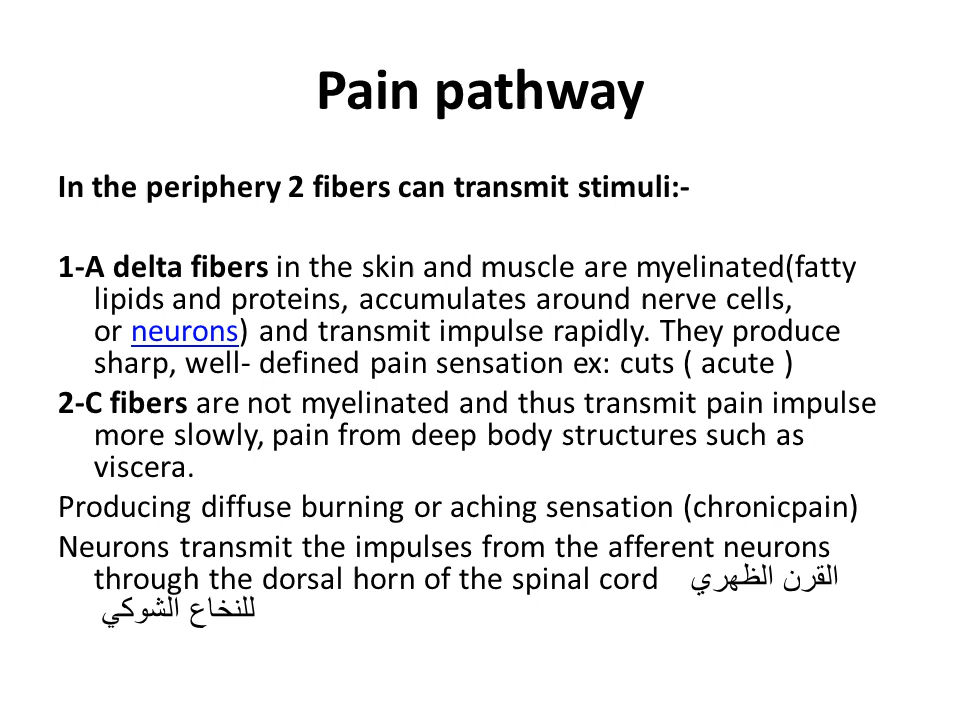 Pain pathway
In the periphery 2 fibers can transmit stimuli:-
1-A delta fibers in the skin and muscle are myelinated(fatty
lipids and proteins, accumulates around nerve cells,
or neurons) and transmit impulse rapidly. They produce
sharp, well- defined pain sensation ex: cuts ( acute )
2-C fibers are not myelinated and thus transmit pain impulse
more slowly, pain from deep body structures such as
viscera.
Producing diffuse burning or aching sensation (chronicpain)
Neurons transmit the impulses from the afferent neurons
through the dorsal horn of the spinal cord القرن الظهري
للنخاع الشوكي